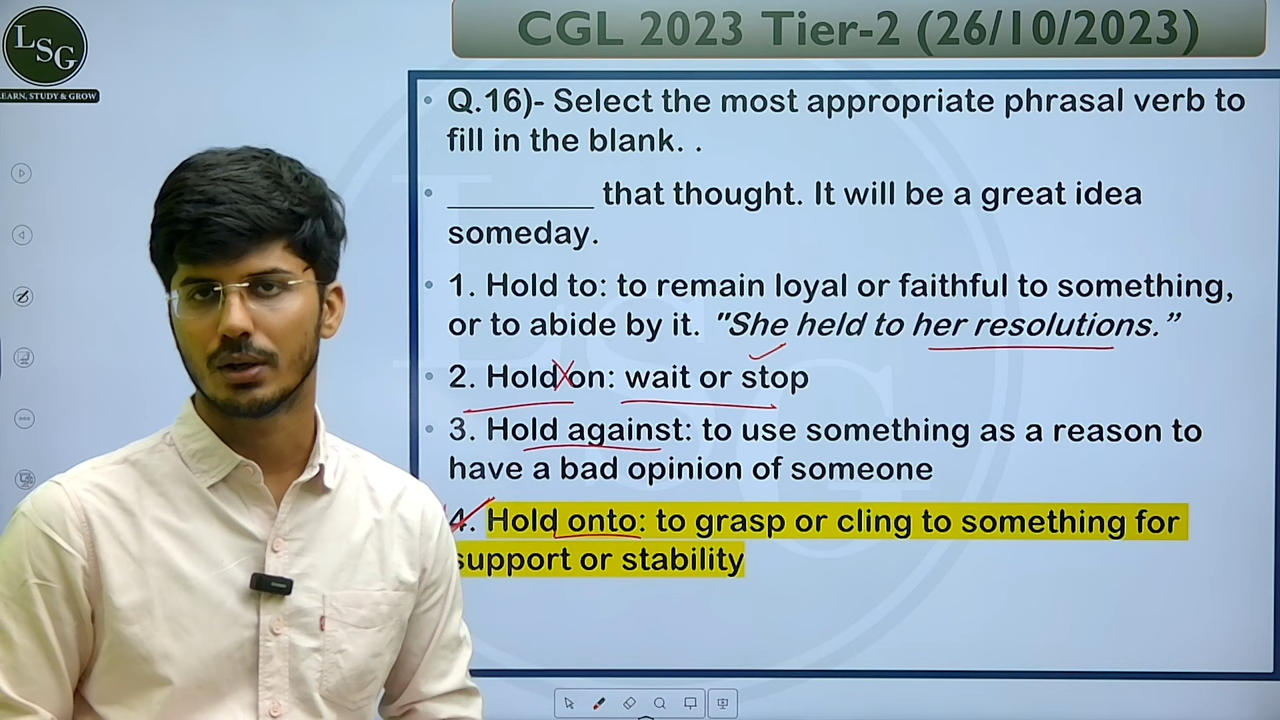 LSG
LEARN, STUDY & GROW
CGL 2023 Tier-2 (26/10/2023)
• Q.16)- Select the most appropriate phrasal verb to
fill in the blank. .
• _________ that thought. It will be a great idea
someday.
• 1. Hold to: to remain loyal or faithful to something,
or to abide by it. "She held to her resolutions.”
• 2. Hold on: wait or stop
• 3. Hold against: to use something as a reason to
have a bad opinion of someone
4. Hold onto: to grasp or cling to something for
support or stability